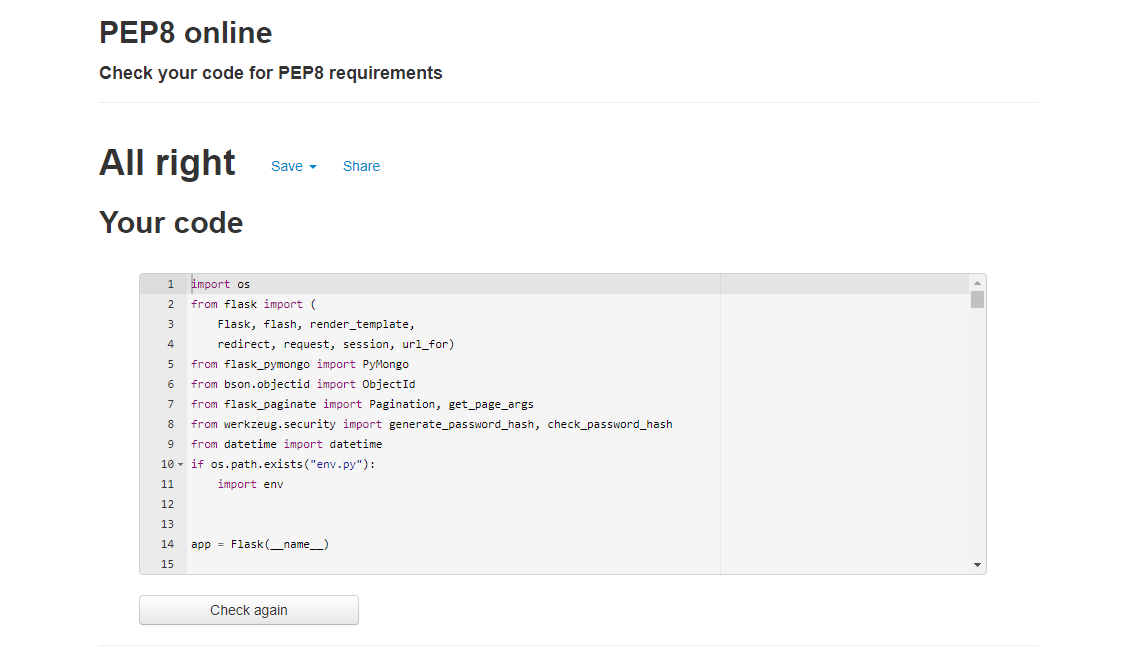 PEP8 online
Check your code for PEP8 requirements
All right Save Share
Your code
1 import os
2 from flask import (
3     Flask, flash, render_template,
4     redirect, request, session, url_for)
5 from flask_pymongo import PyMongo
6 from bson.objectid import ObjectId
7 from flask_paginate import Pagination, get_page_args
8 from werkzeug.security import generate_password_hash, check_password_hash
9 from datetime import datetime
10 if os.path.exists("env.py"):
11     import env
12
13
14 app = Flask(__name__)
15
Check again